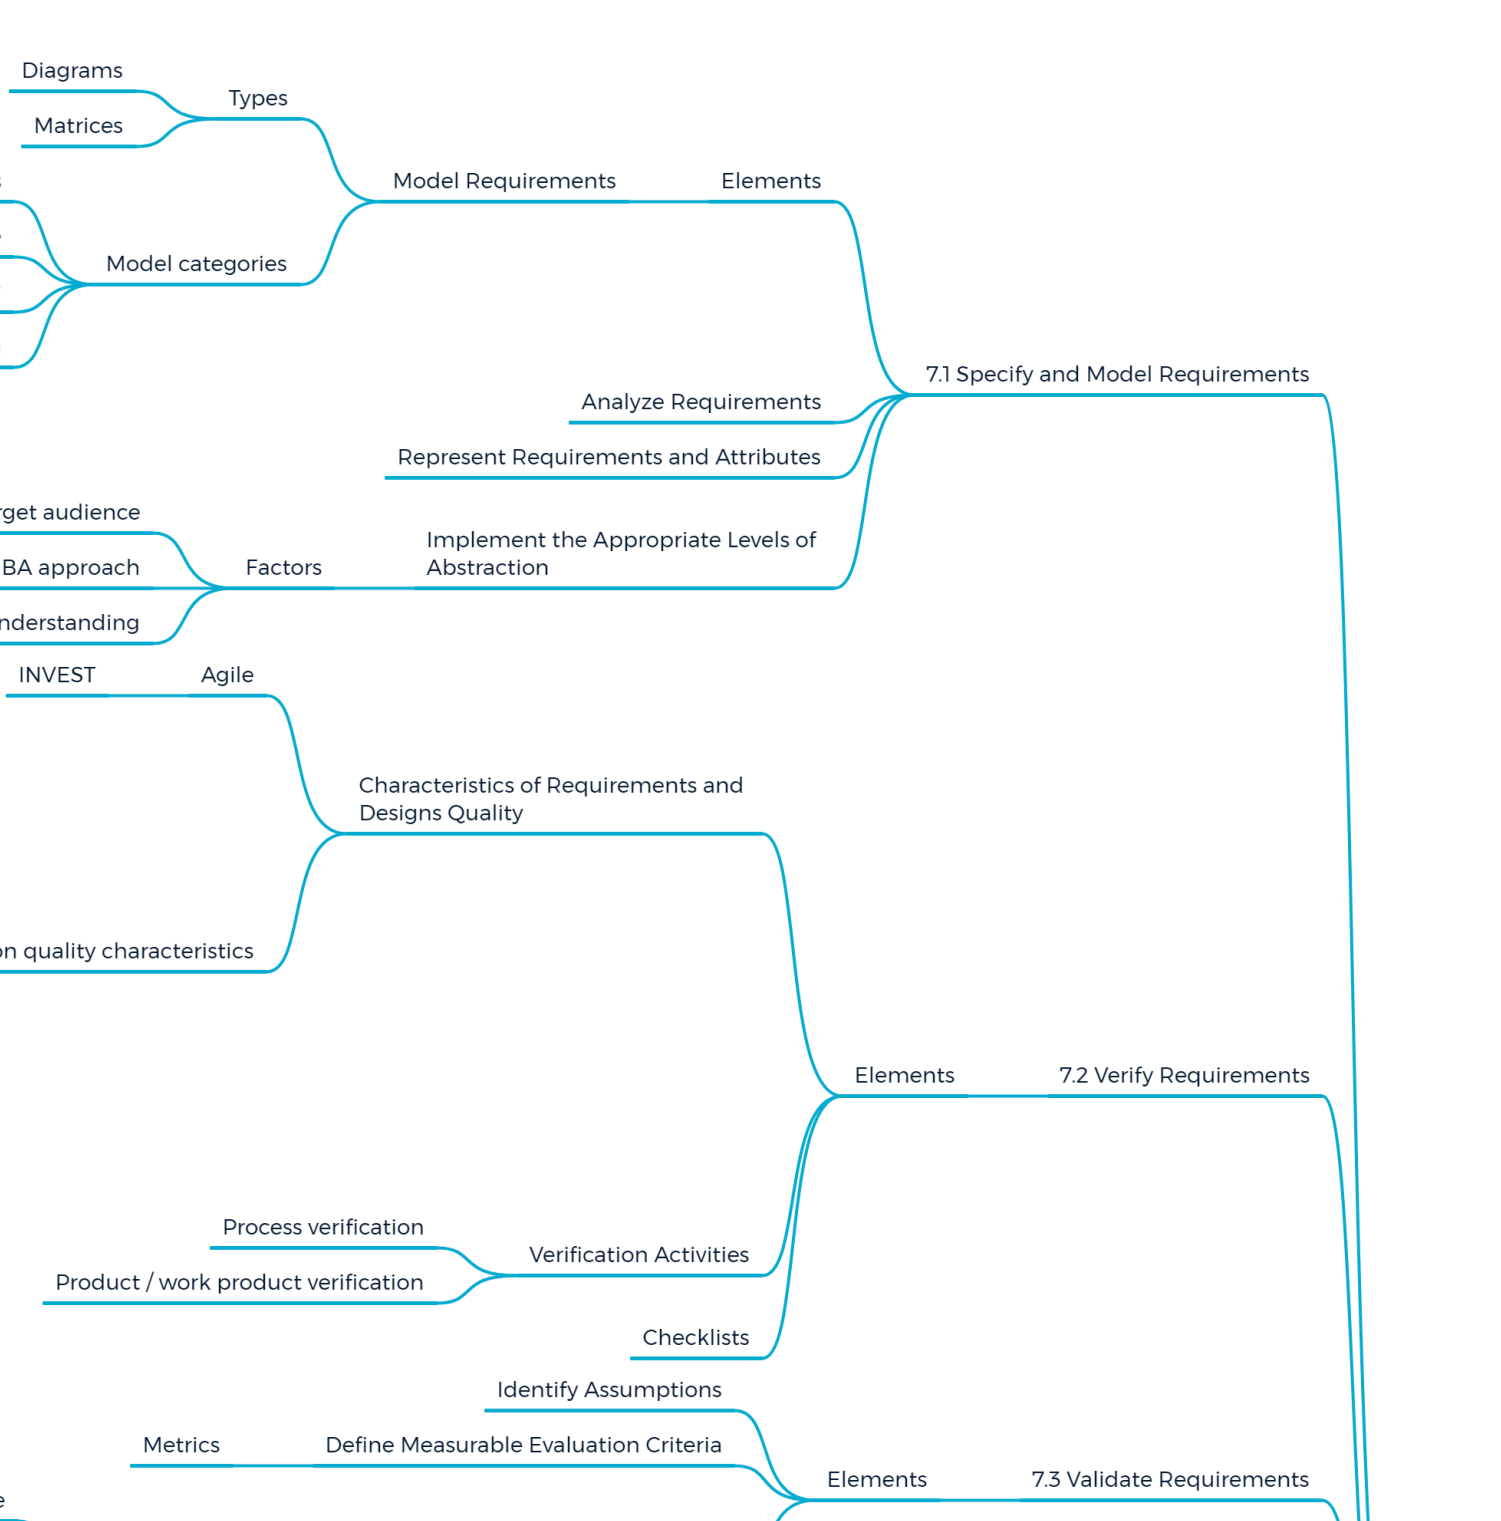 Diagrams
Types
Matrices
Model Requirements
Elements
Model categories
7.1 Specify and Model Requirements
Analyze Requirements
Represent Requirements and Attributes
audience
Implement the Appropriate Levels of
Abstraction
BA approach
Factors
INVEST
Agile
Characteristics of Requirements and
Designs Quality
quality characteristics
Elements
7.2 Verify Requirements
Process verification
Verification Activities
Product / work product verification
Checklists
Identify Assumptions
Metrics
Define Measurable Evaluation Criteria
Elements
7.3 Validate Requirements